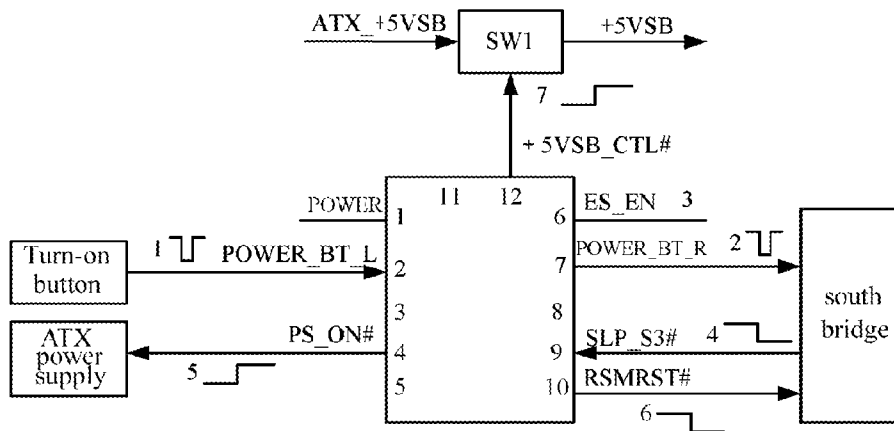 ATX_+5VSB
SW1
+5VSB
7
+ 5VSB_CTL#
11 12
POWER
1
6
ES_EN 3
Turn-on
button
1
POWER_BT_L
2
7
POWER_BT_R
2
3
8
south
bridge
ATX
power
supply
PS_ON#
4
9
SLP_S3#
4
5
5
10
RSMRST#
6